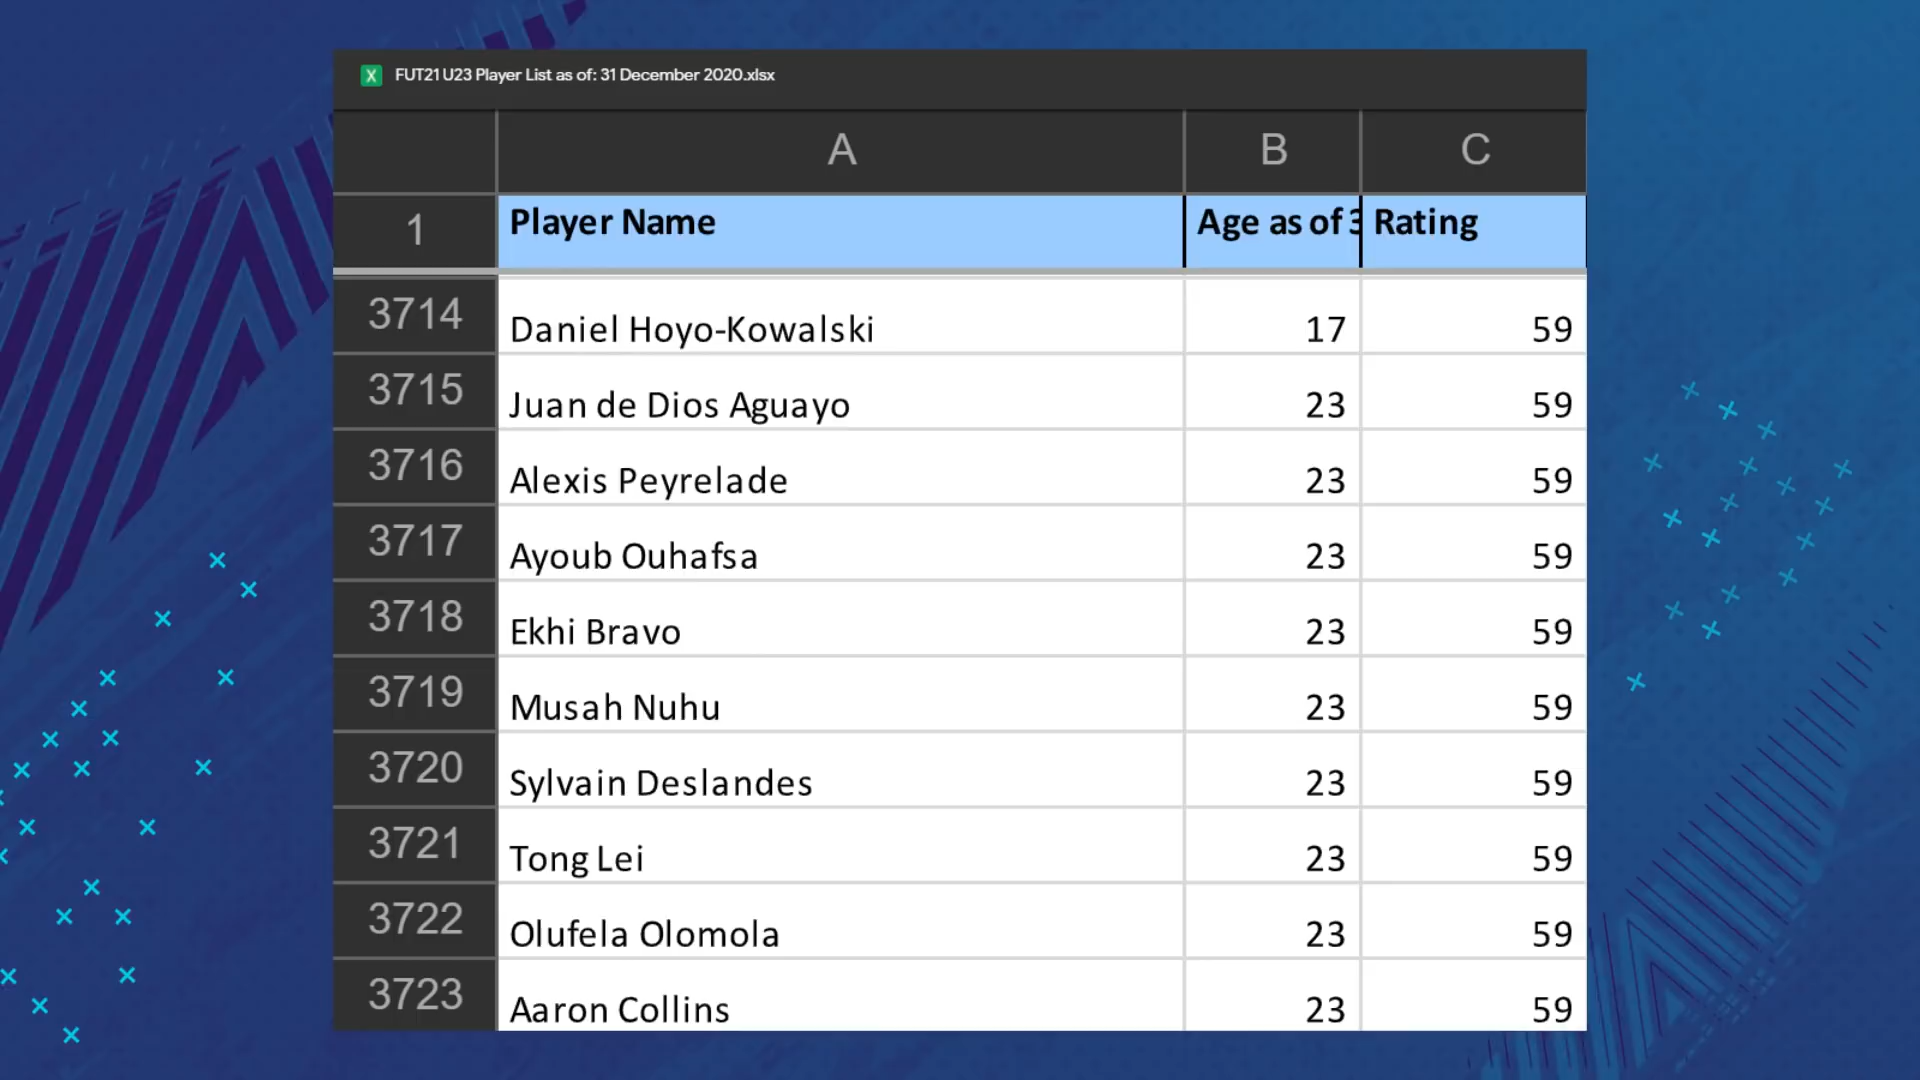 FUT21 U23 Player List as of: 31 December 2020.xlsx
A B C
1 Player Name Age as of 3 Rating
3714 Daniel Hoyo-Kowalski 17 59
3715 Juan de Dios Aguayo 23 59
3716 Alexis Peyrelade 23 59
3717 Ayoub Ouhafsa 23 59
3718 Ekhi Bravo 23 59
3719 Musah Nuhu 23 59
3720 Sylvain Deslandes 23 59
3721 Tong Lei 23 59
3722 Olufela Olomola 23 59
3723 Aaron Collins 23 59